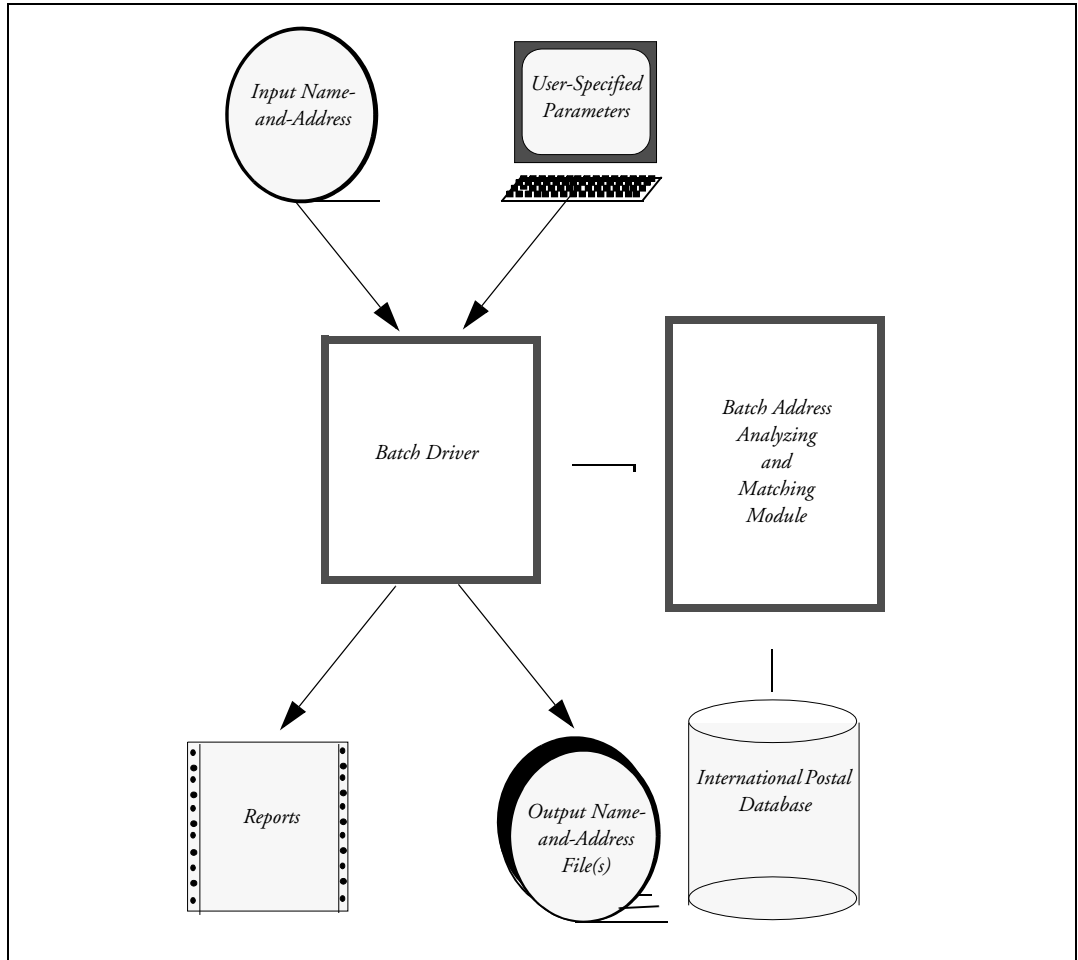 Input Name-
and-Address
User-Specified
Parameters
Batch Driver
Batch Address
Analyzing
and
Matching
Module
Reports
Output Name-
and-Address
File(s)
International Postal
Database